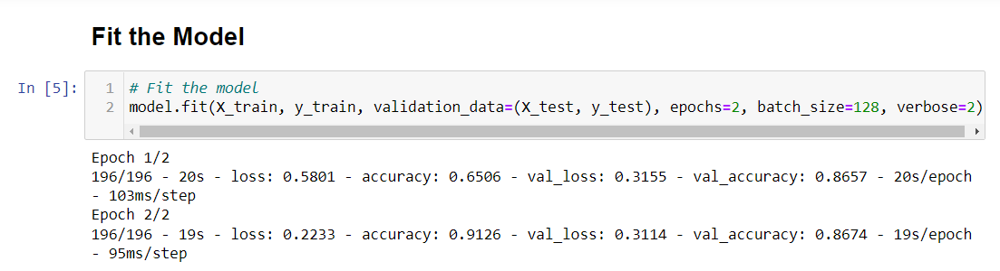 Fit the Model
In [5]:
1 # Fit the model
2 model.fit(X_train, y_train, validation_data=(X_test, y_test), epochs=2, batch_size=128, verbose=2)
Epoch 1/2
196/196 - 20s - loss: 0.5801 - accuracy: 0.6506 - val_loss: 0.3155 - val_accuracy: 0.8657 - 20s/epoch
- 103ms/step
Epoch 2/2
196/196 - 19s - loss: 0.2233 - accuracy: 0.9126 - val_loss: 0.3114 - val_accuracy: 0.8674 - 19s/epoch
- 95ms/step